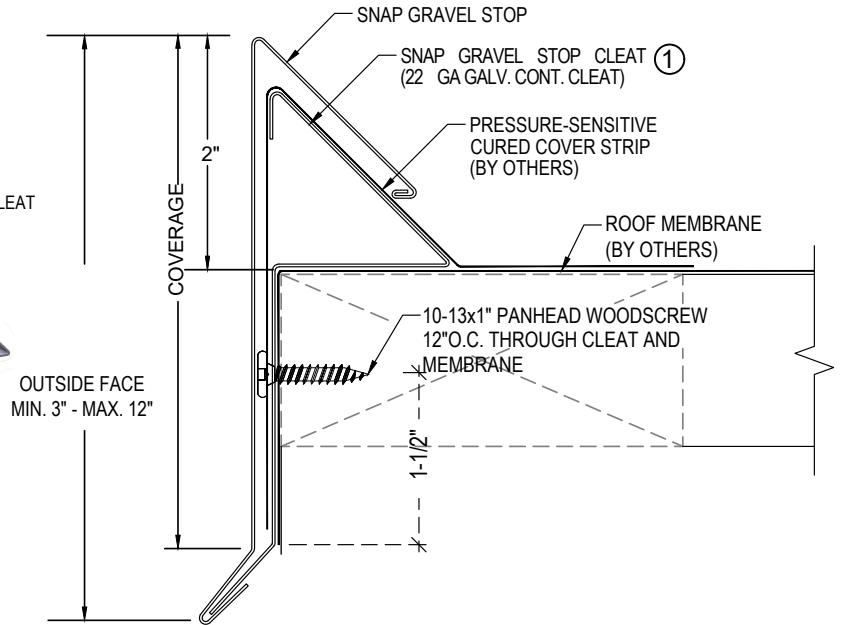 SNAP GRAVEL STOP
SNAP GRAVEL STOP CLEAT ①
(22 GA GALV. CONT. CLEAT)
PRESSURE-SENSITIVE
CURED COVER STRIP
(BY OTHERS)
2"
LEAT
COVERAGE
ROOF MEMBRANE
(BY OTHERS)
10-13x1" PANHEAD WOODSCREW
12"O.C. THROUGH CLEAT AND
MEMBRANE
OUTSIDE FACE
MIN. 3" - MAX. 12"
1-1/2"